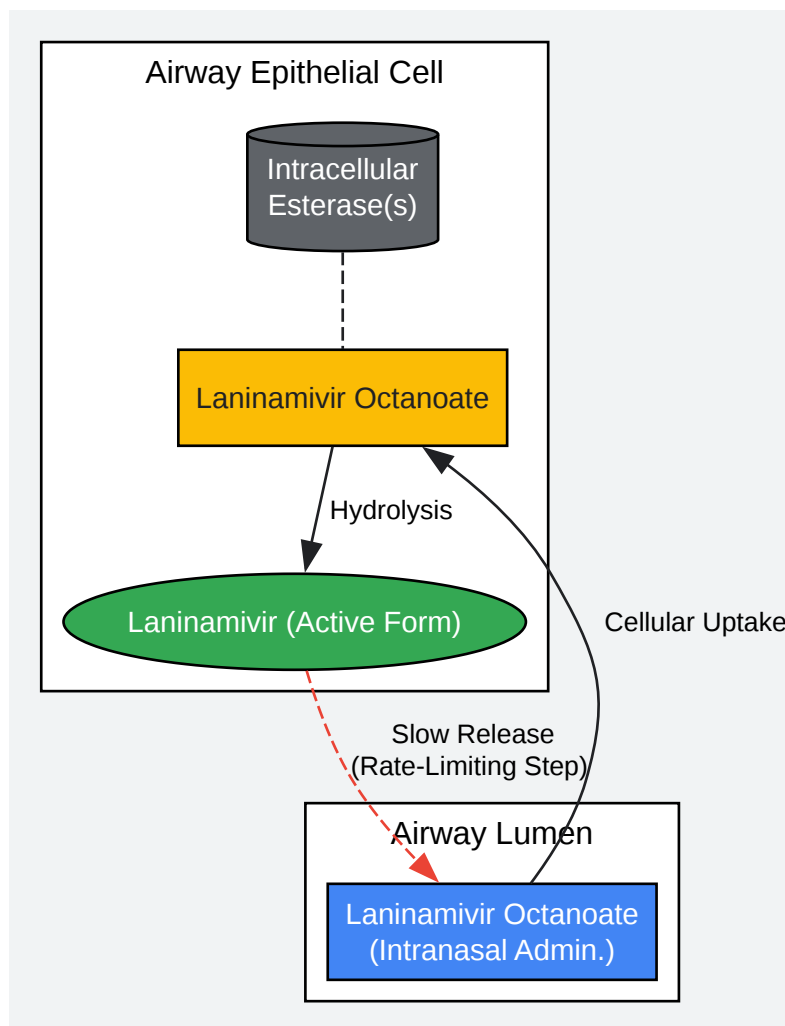 Airway Epithelial Cell
Intracellular
Esterase(s)
Laninamivir Octanoate
Hydrolysis
Laninamivir (Active Form)
Cellular Uptake
Slow Release
(Rate-Limiting Step)
Airway Lumen
Laninamivir Octanoate
(Intranasal Admin.)